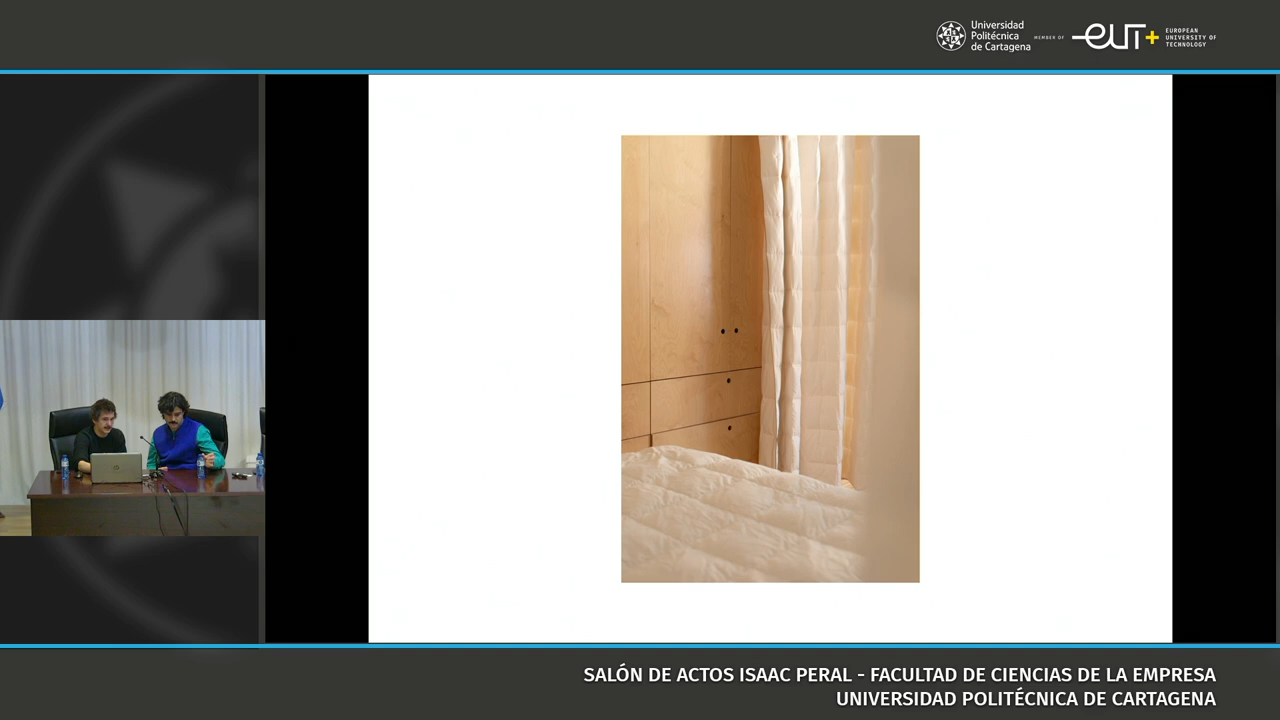 Universidad
Politécnica
de Cartagena
MEMBER OF
EUT+
EUROPEAN
UNIVERSITY OF
TECHNOLOGY
SALÓN DE ACTOS ISAAC PERAL - FACULTAD DE CIENCIAS DE LA EMPRESA
UNIVERSIDAD POLITÉCNICA DE CARTAGENA